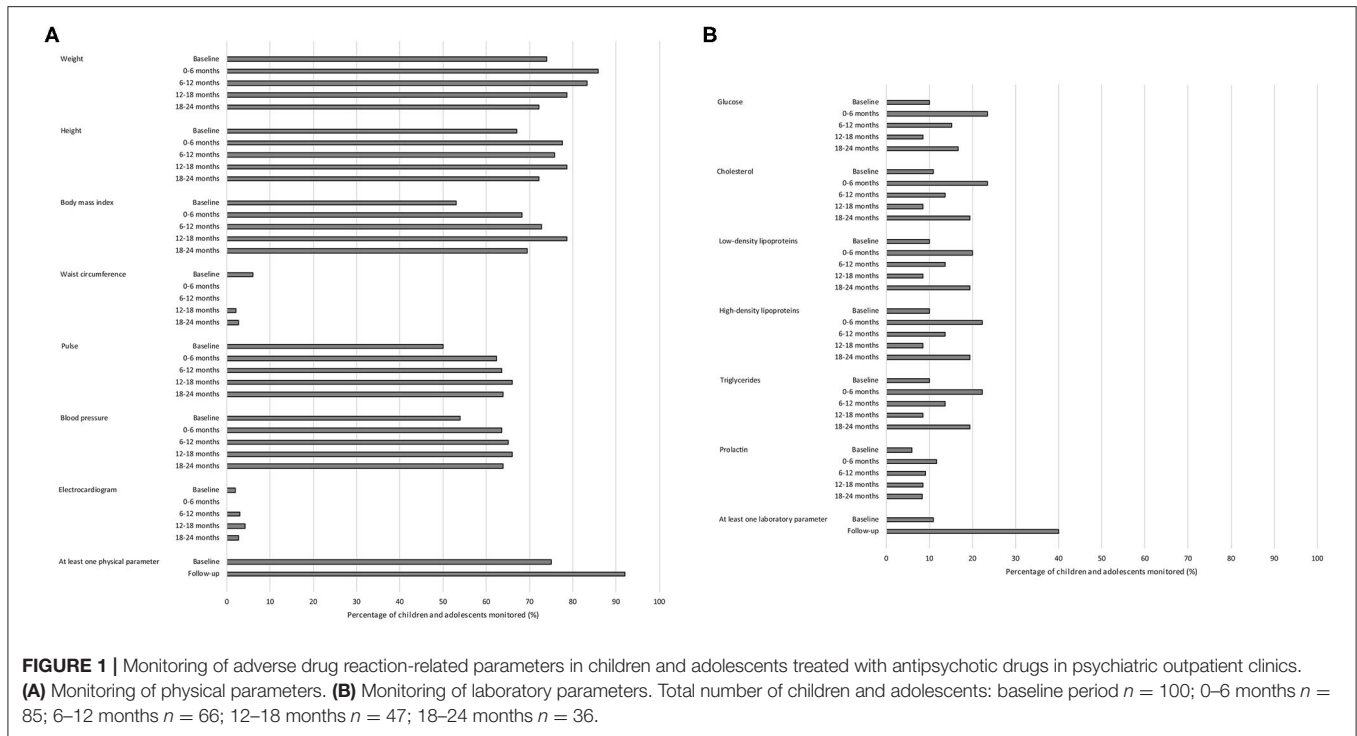 A
Weight
Baseline
0-6 months
6-12 months
12-18 months
18-24 months
Height
Baseline
0-6 months
6-12 months
12-18 months
18-24 months
Body mass index
Baseline
0-6 months
6-12 months
12-18 months
18-24 months
Waist circumference
Baseline
0-6 months
6-12 months
12-18 months
18-24 months
Pulse
Baseline
0-6 months
6-12 months
12-18 months
18-24 months
Blood pressure
Baseline
0-6 months
6-12 months
12-18 months
18-24 months
Electrocardiogram
Baseline
0-6 months
6-12 months
12-18 months
18-24 months
At least one physical parameter
Baseline
Follow-up
0 10 20 30 40 50 60 70 80 90 100
Percentage of children and adolescents monitored (%)
B
Glucose
Baseline
0-6 months
6-12 months
12-18 months
18-24 months
Cholesterol
Baseline
0-6 months
6-12 months
12-18 months
18-24 months
Low-density lipoproteins
Baseline
0-6 months
6-12 months
12-18 months
18-24 months
High-density lipoproteins
Baseline
0-6 months
6-12 months
12-18 months
18-24 months
Triglycerides
Baseline
0-6 months
6-12 months
12-18 months
18-24 months
Prolactin
Baseline
0-6 months
6-12 months
12-18 months
18-24 months
At least one laboratory parameter
Baseline
Follow-up
0 10 20 30 40 50 60 70 80 90 100
Percentage of children and adolescents monitored (%)
FIGURE 1 | Monitoring of adverse drug reaction-related parameters in children and adolescents treated with antipsychotic drugs in psychiatric outpatient clinics.
(A) Monitoring of physical parameters. (B) Monitoring of laboratory parameters. Total number of children and adolescents: baseline period n = 100; 0–6 months n =
85; 6–12 months n = 66; 12–18 months n = 47; 18–24 months n = 36.